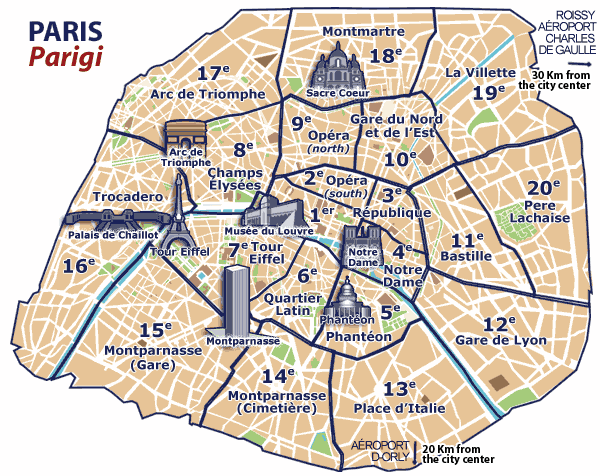 PARIS
Parigi
ROISSY
AÉROPORT
CHARLES
DE GAULLE
30 Km from
the city center
Montmartre
18e
Sacre Coeur
La Villette
19e
17e
Arc de Triomphe
9e
Opéra
(north)
Garé du Nord
et de l'Est
10e
Arc de
Triomphe
8e
Champs
Élysées
2e Opéra
(south)
3e
République
20e
Pere
Lachaise
Trocadero
Palais de Chaillot
16e
Tour Eiffel
Musée du Louvre
1er
7e Tour
Eiffel
Notre
Dame
4e
Notre
Dame
11e
Bastille
6e
Quartier
Latin
Phantéon
5e
Phantéon
12e
Gare de Lyon
15e
Montparnasse
(Gare)
Montparnasse
14e
Montparnasse
(Cimetière)
13e
Place d'Italie
AÉROPORT
D-ORLY
20 Km from
the city center